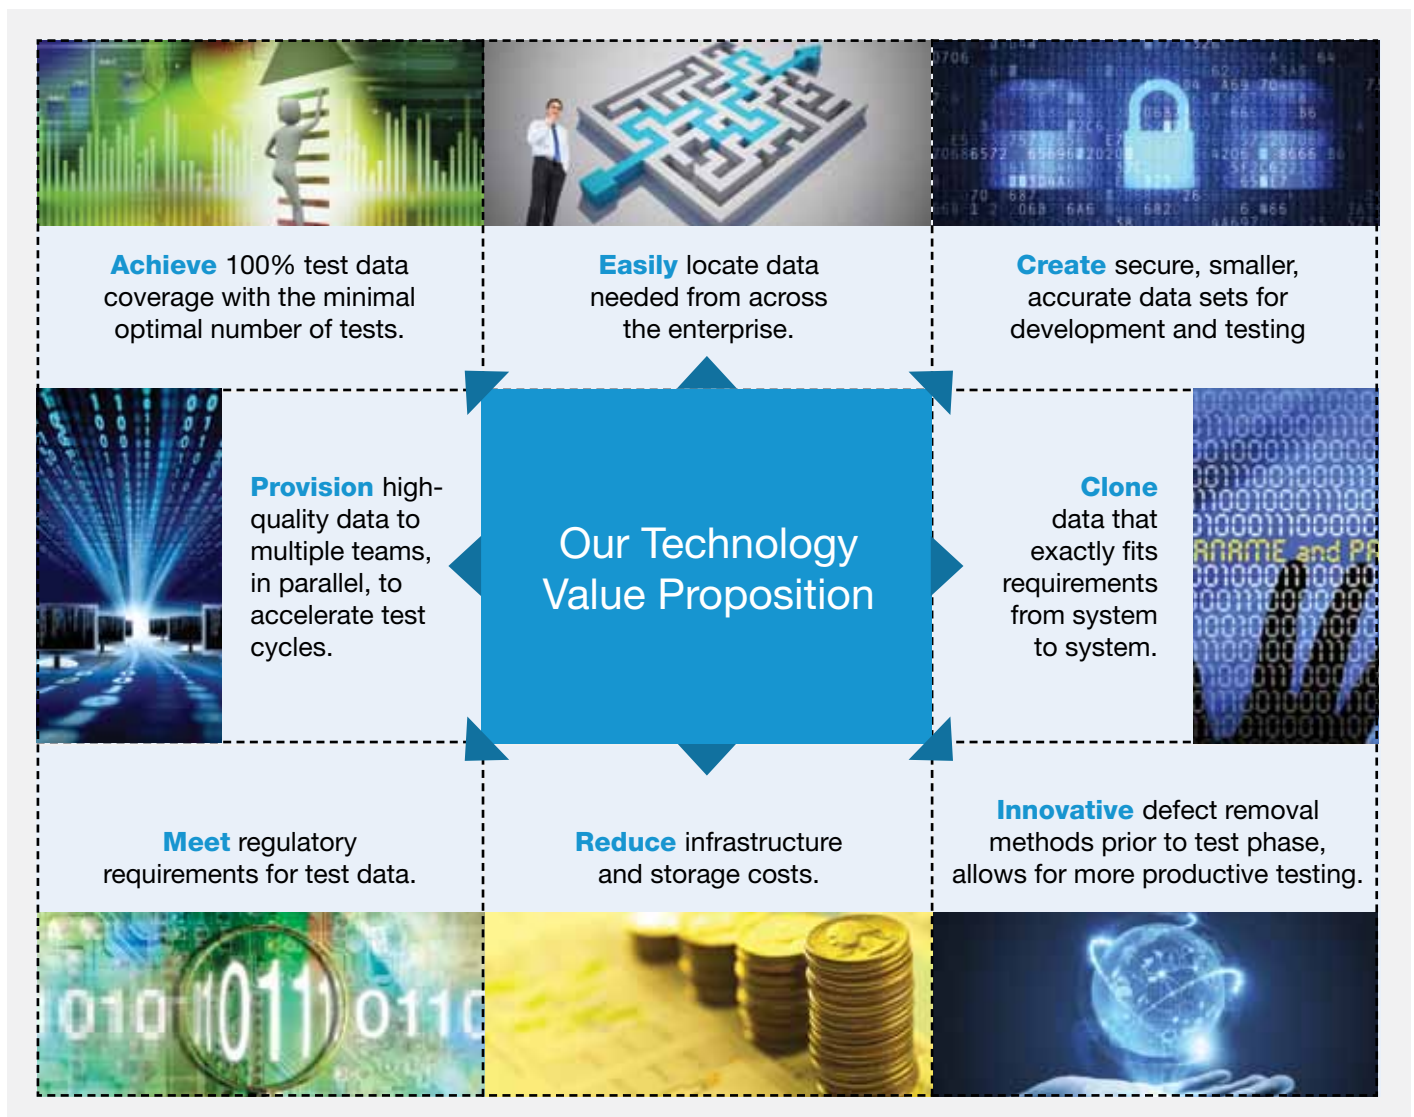 Achieve 100% test data
coverage with the minimal
optimal number of tests.
Easily locate data
needed from across
the enterprise.
Create secure, smaller,
accurate data sets for
development and testing
Provision high-
quality data to
multiple teams,
in parallel, to
accelerate test
cycles.
Our Technology
Value Proposition
Clone
data that
exactly fits
requirements
from system
to system.
Meet regulatory
requirements for test data.
Reduce infrastructure
and storage costs.
Innovative defect removal
methods prior to test phase,
allows for more productive testing.
010 1011 0110